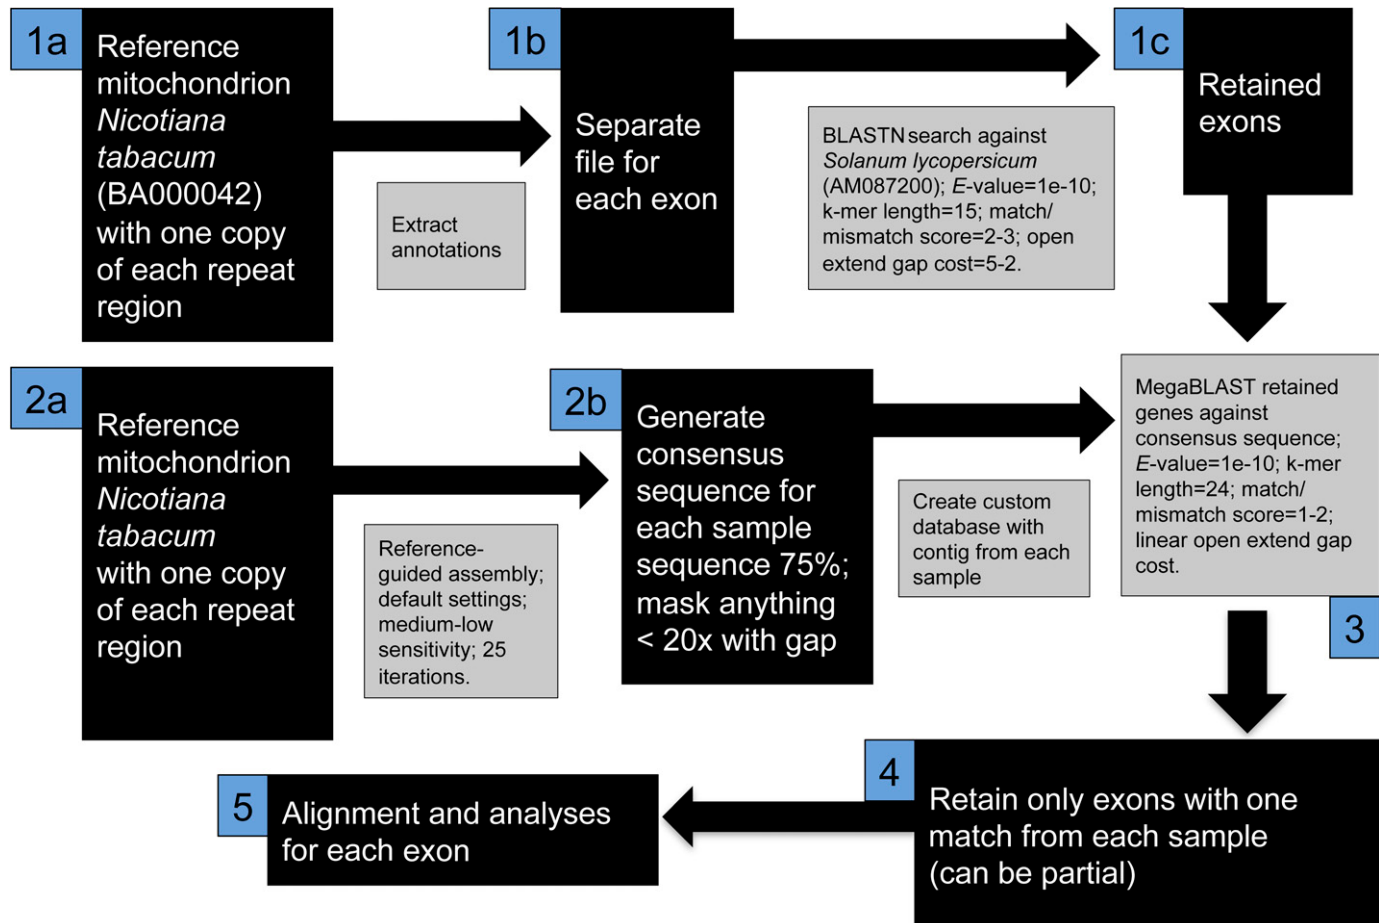 1a
Reference
mitochondrion
Nicotiana
tabacum
(BA000042)
with one copy
of each repeat
region
Extract
annotations
1b
Separate
file for
each exon
BLASTN search against
Solanum lycopersicum
(AM087200); E-value=1e-10;
k-mer length=15; match/
mismatch score=2-3; open
extend gap cost=5-2.
1c
Retained
exons
2a
Reference
mitochondrion
Nicotiana
tabacum
with one copy
of each repeat
region
Reference-
guided assembly;
default settings;
medium-low
sensitivity; 25
iterations.
2b
Generate
consensus
sequence for
each sample
sequence 75%;
mask anything
< 20x with gap
Create custom
database with
contig from each
sample
MegaBLAST retained
genes against
consensus sequence;
E-value=1e-10; k-mer
length=24; match/
mismatch score=1-2;
linear open extend gap
cost.
3
4
Retain only exons with one
match from each sample
(can be partial)
5
Alignment and analyses
for each exon